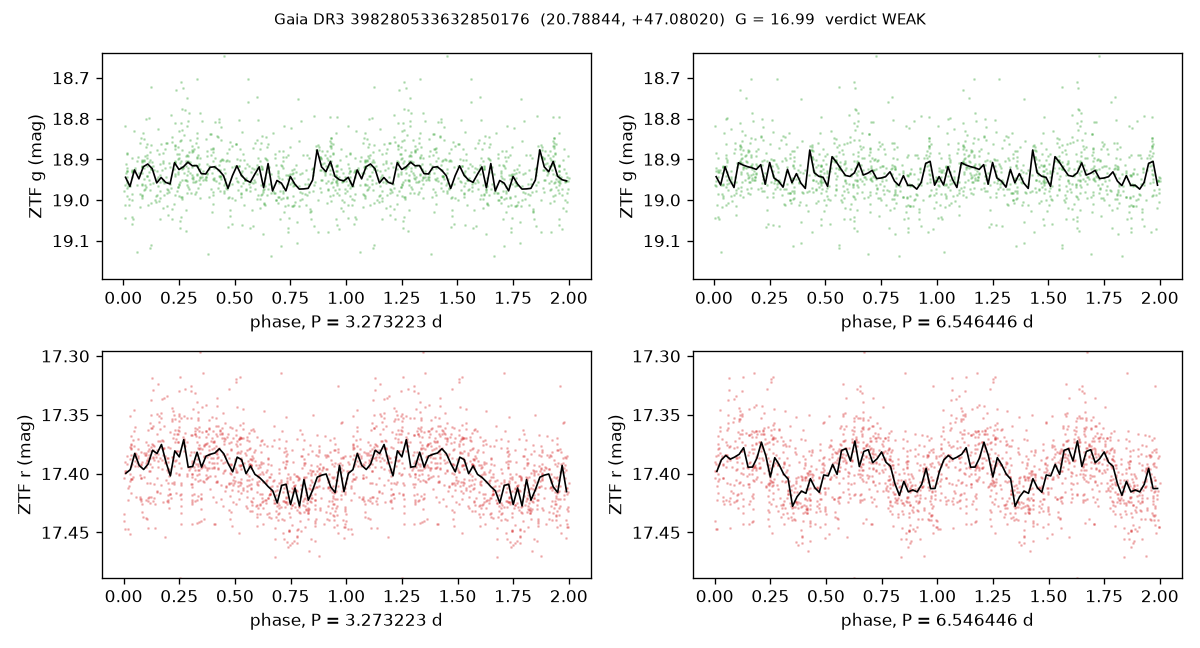 Gaia DR3 398280533632850176 (20.78844, +47.08020) G = 16.99 verdict WEAK
ZTF g (mag)
18.7
18.8
18.9
19.0
19.1
0.00 0.25 0.50 0.75 1.00 1.25 1.50 1.75 2.00
phase, P = 3.273223 d
ZTF g (mag)
18.7
18.8
18.9
19.0
19.1
0.00 0.25 0.50 0.75 1.00 1.25 1.50 1.75 2.00
phase, P = 6.546446 d
ZTF r (mag)
17.30
17.35
17.40
17.45
0.00 0.25 0.50 0.75 1.00 1.25 1.50 1.75 2.00
phase, P = 3.273223 d
ZTF r (mag)
17.30
17.35
17.40
17.45
0.00 0.25 0.50 0.75 1.00 1.25 1.50 1.75 2.00
phase, P = 6.546446 d